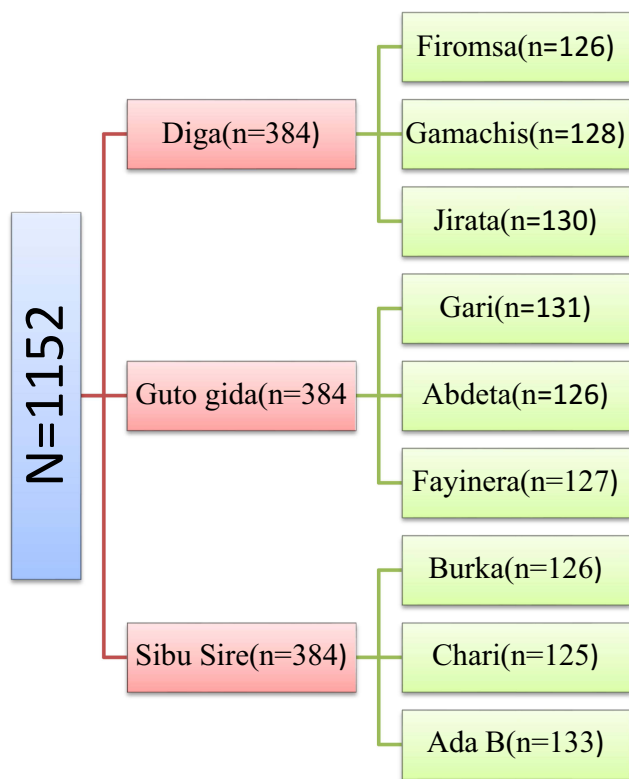 N=1152
Diga(n=384)
Firomsa(n=126)
Gamachis(n=128)
Jirata(n=130)
Guto gida(n=384
Gari(n=131)
Abdeta(n=126)
Fayinera(n=127)
Sibu Sire(n=384)
Burka(n=126)
Chari(n=125)
Ada B(n=133)